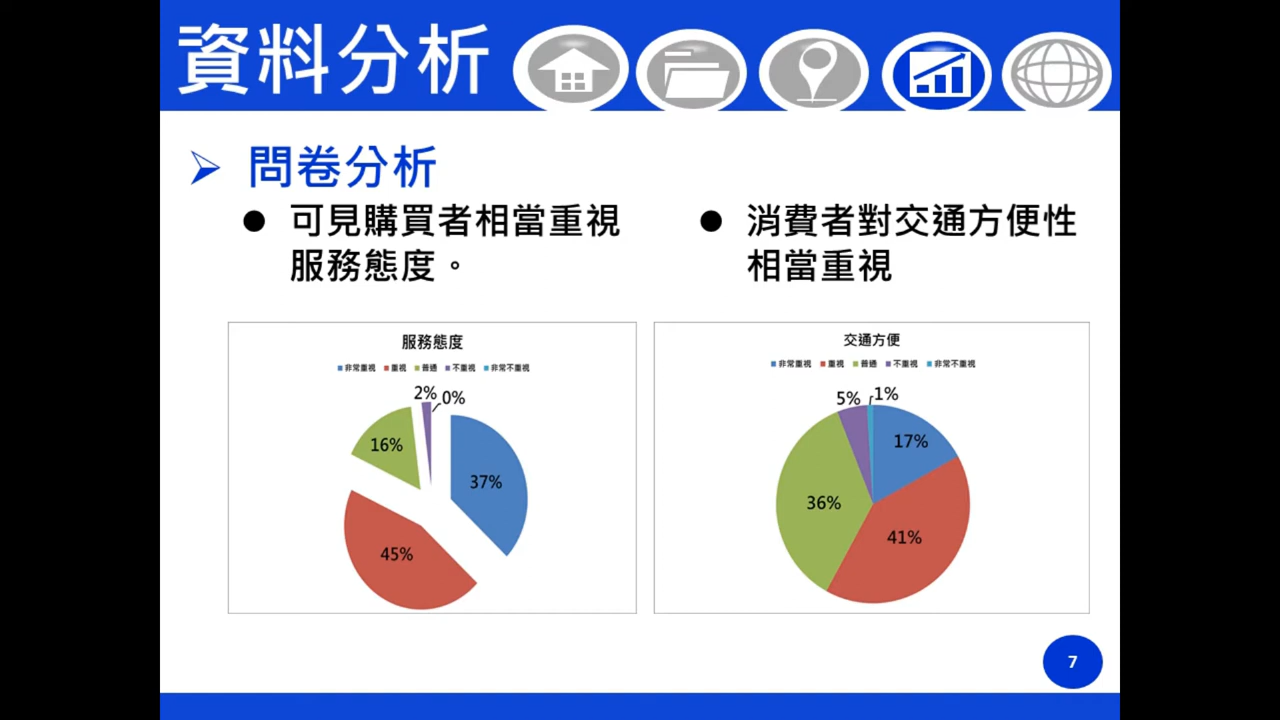 資料分析
問卷分析
可見購買者相當重視
服務態度。
消費者對交通方便性
相當重視
服務態度
非常重視 重視 普通 不重視 非常不重視
2% 0%
16%
37%
45%
交通方便
非常重視 重視 普通 不重視 非常不重視
5% 1%
17%
36%
41%
7